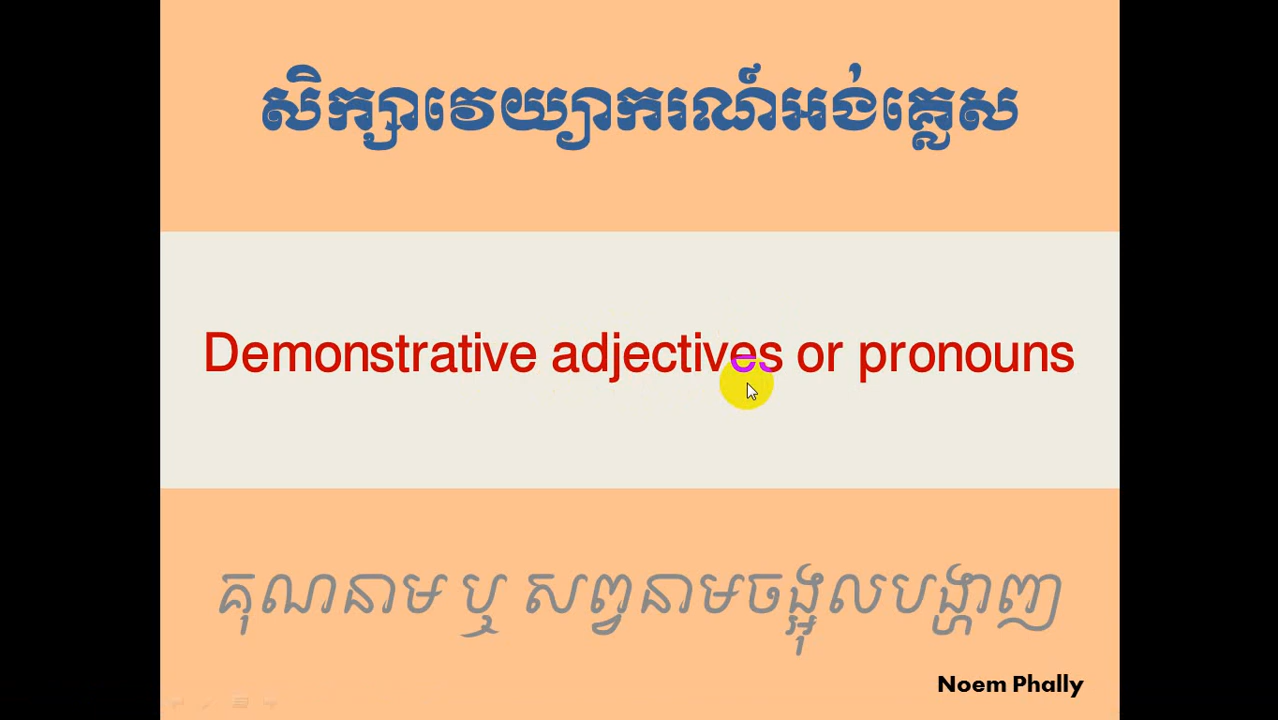 សិក្សាវេយ្យាករណ៍អង់គ្លេស
Demonstrative adjectives or pronouns
គុណនាម ឬ សព្វនាមចង្អុលបង្ហាញ
Noem Phally